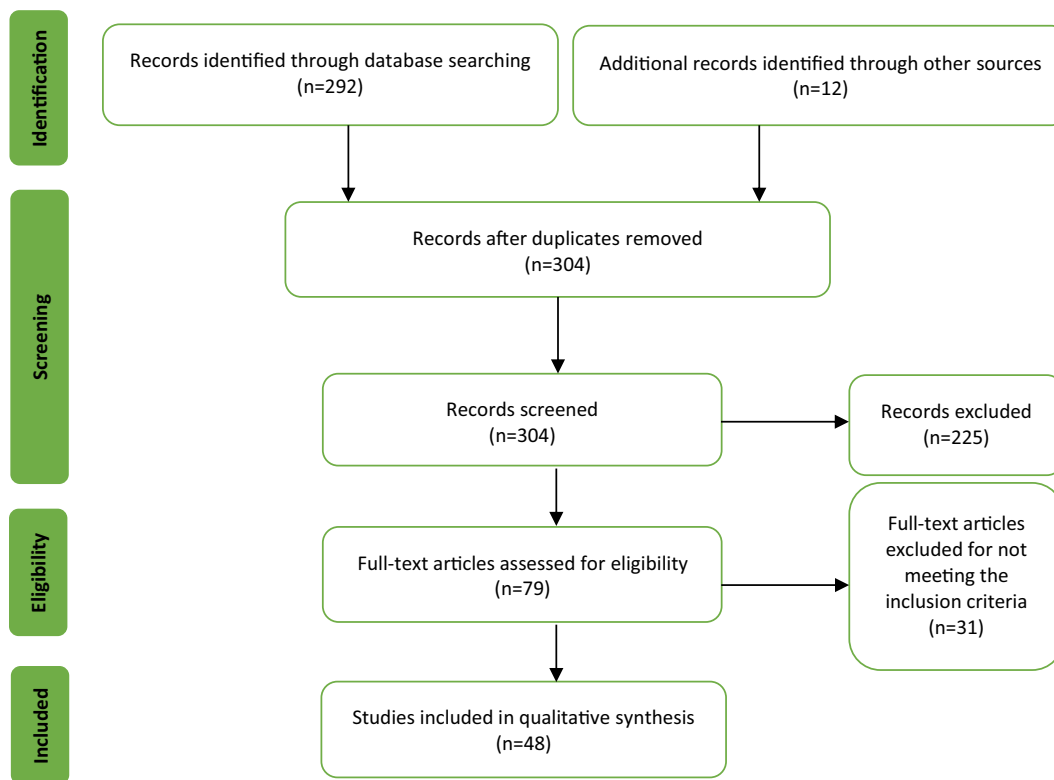 Identification
Records identified through database searching
(n=292)
Additional records identified through other sources
(n=12)
Screening
Records after duplicates removed
(n=304)
Records screened
(n=304)
Records excluded
(n=225)
Eligibility
Full-text articles assessed for eligibility
(n=79)
Full-text articles
excluded for not
meeting the
inclusion criteria
(n=31)
Included
Studies included in qualitative synthesis
(n=48)